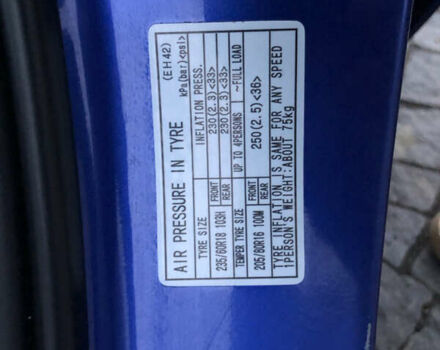 AIR PRESSURE IN TYRE (EH42)
kPa(bar)<psi>
TYRE SIZE INFLATION PRESS.
235/60R18 103H FRONT 230(2.3)<33>
REAR 230(2.3)<33>
TEMPER TYRE SIZE UP TO 4PERSONS ~FULL LOAD
205/80R16 100M FRONT 250(2.5)<36>
REAR
TYRE INFLATION IS SAME FOR ANY SPEED
1PERSON'S WEIGHT:ABOUT 75kg